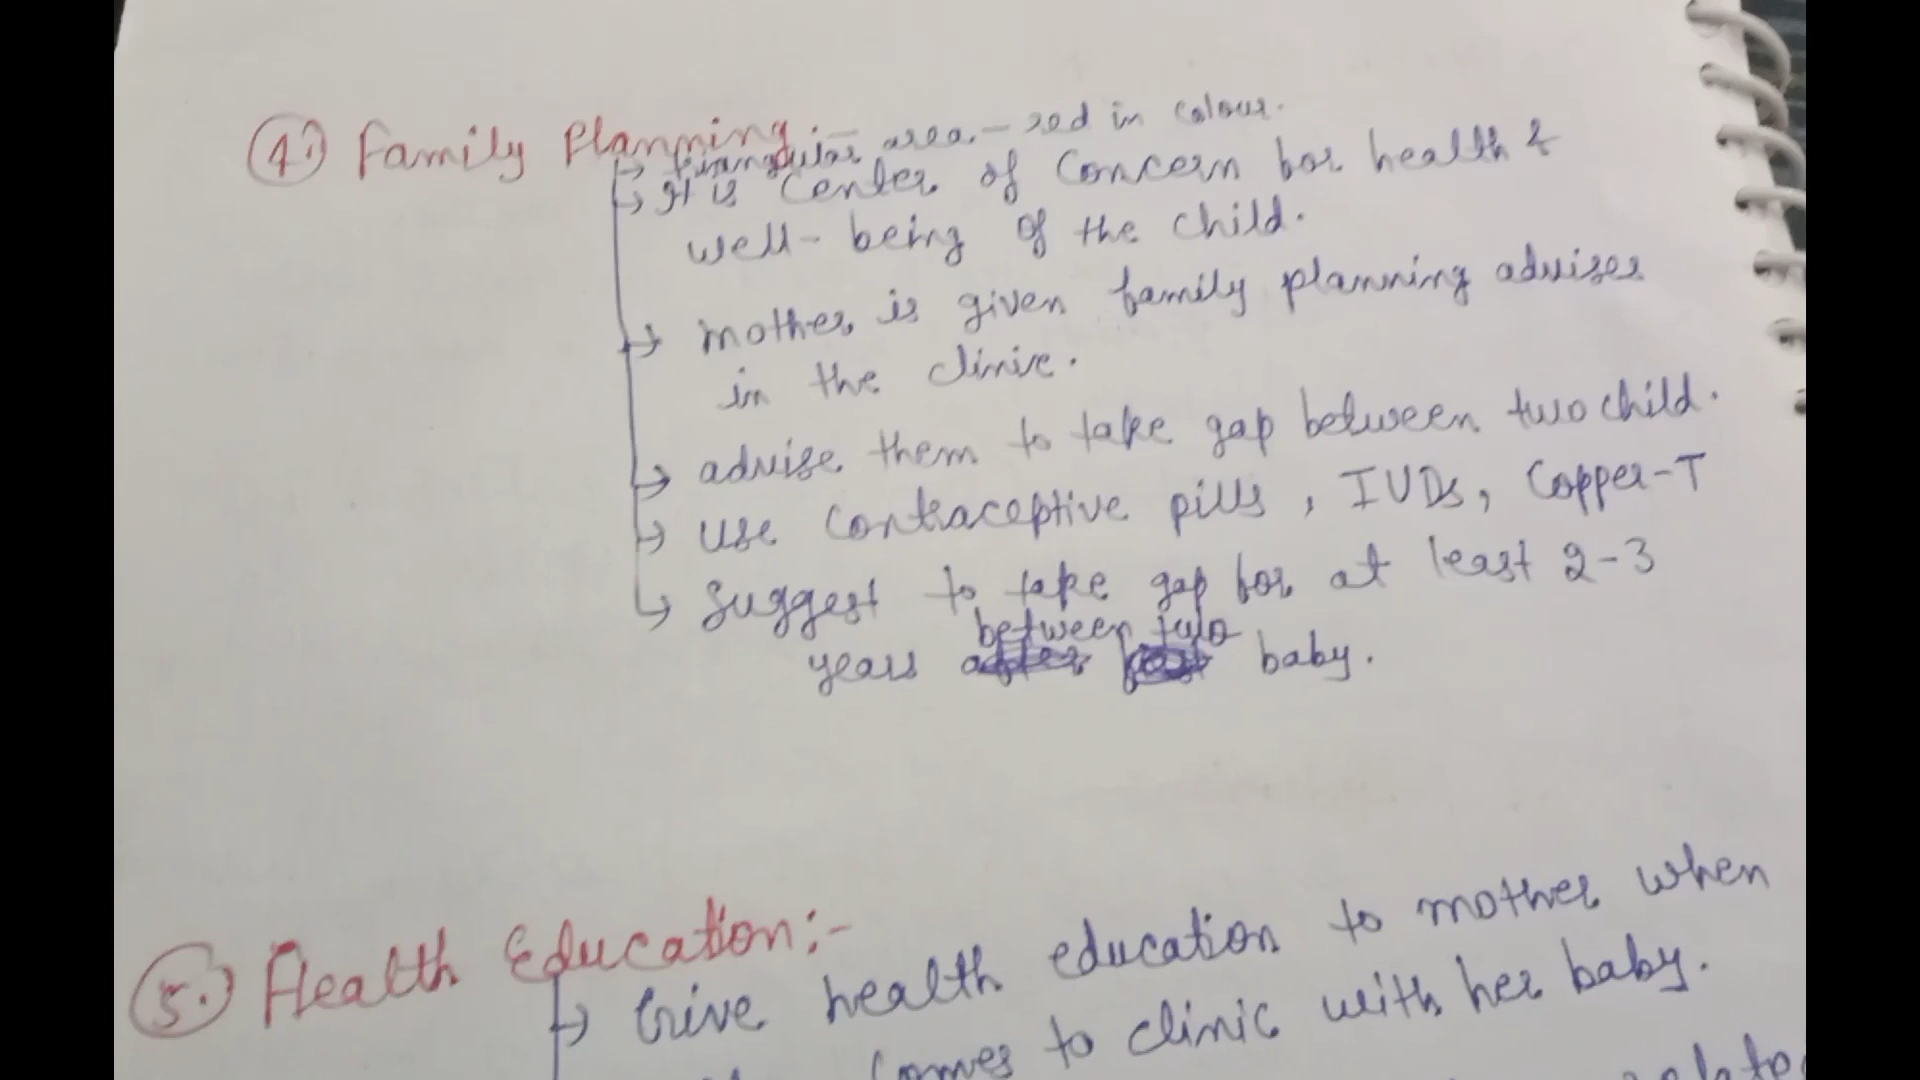 4. Family Planning:-
→ triangular area - red in colour.
→ It is Center of Concern for health &
well-being of the child.
→ mother is given family planning advises
in the clinic.
→ advise them to take gap between two child.
→ use contraceptive pills, IUDs, Copper-T
→ suggest to take gap for at least 2-3
between two
years after baby.
5. Health Education:-
→ Give health education to mother when
comes to clinic with her baby.